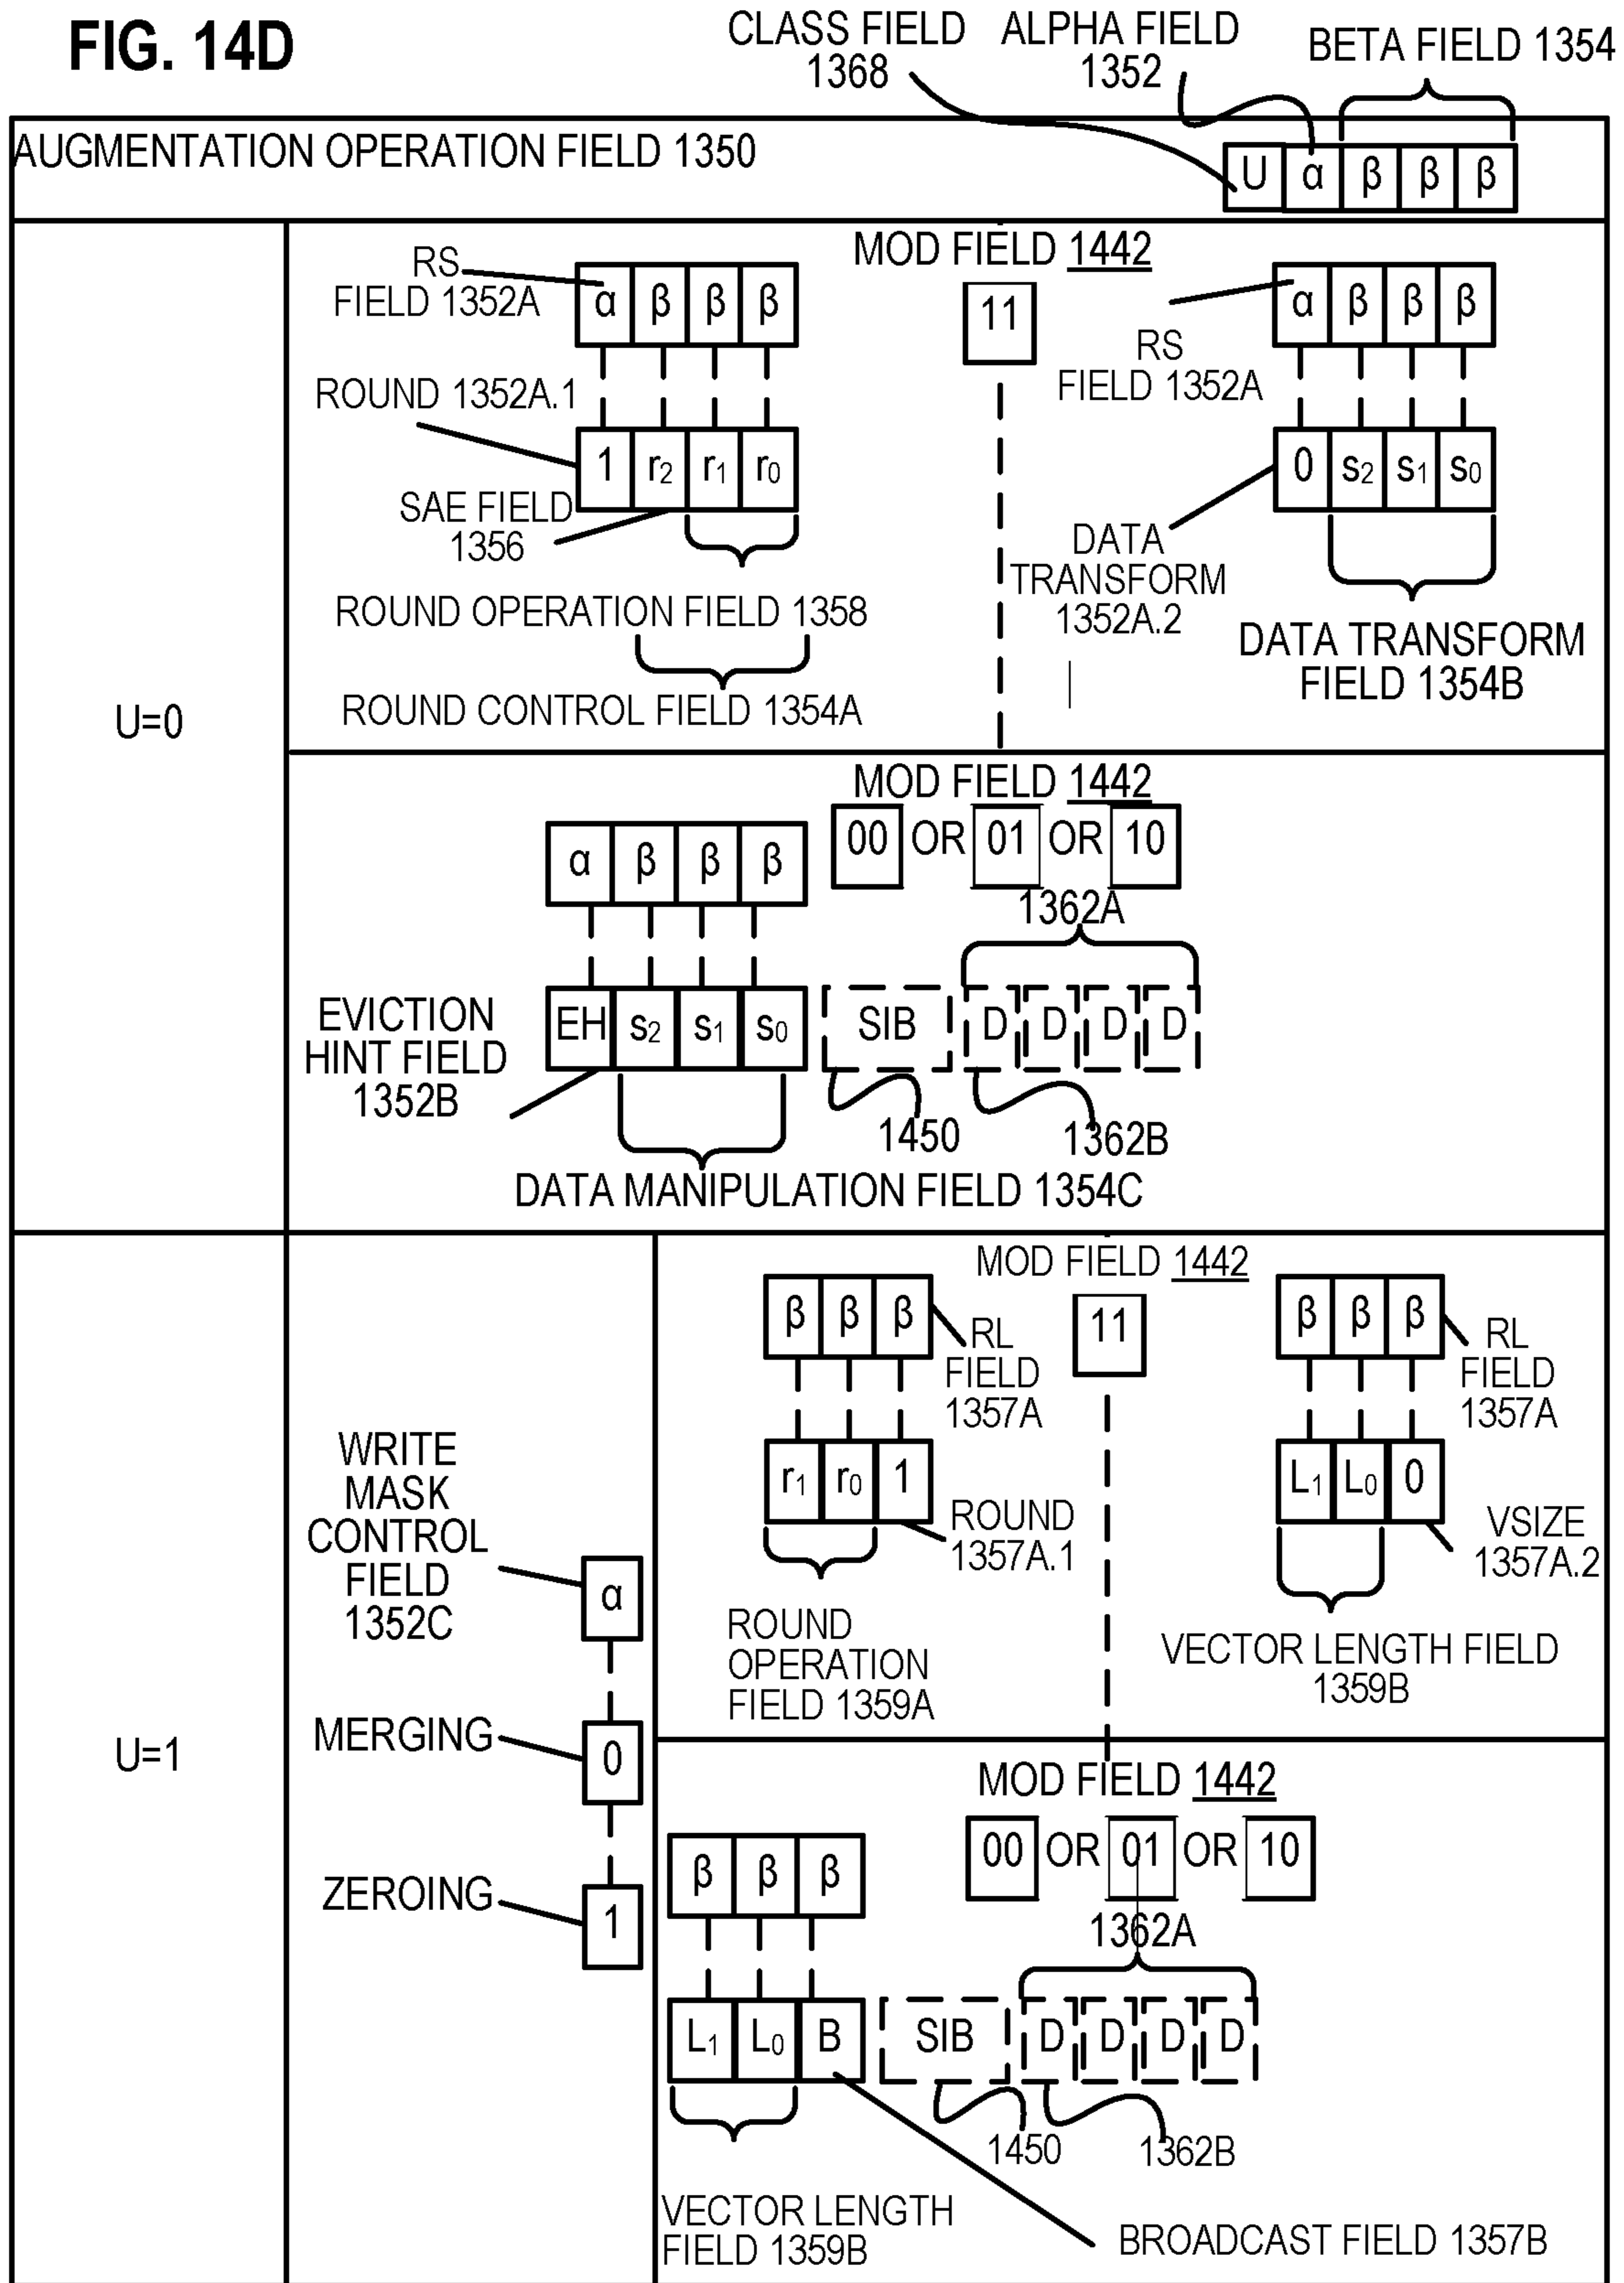 FIG. 14D
CLASS FIELD
1368
ALPHA FIELD
1352
BETA FIELD 1354
AUGMENTATION OPERATION FIELD 1350
U α β β β
U=0
MOD FIELD 1442
11
RS
FIELD 1352A
α β β β
ROUND 1352A.1
1 r2 r1 r0
SAE FIELD
1356
ROUND OPERATION FIELD 1358
ROUND CONTROL FIELD 1354A
α β β β
RS
FIELD 1352A
0 s2 s1 s0
DATA
TRANSFORM
1352A.2
DATA TRANSFORM
FIELD 1354B
MOD FIELD 1442
00 OR 01 OR 10
α β β β
1362A
EVICTION
HINT FIELD
1352B
EH s2 s1 s0 SIB D D D D
1450
1362B
DATA MANIPULATION FIELD 1354C
U=1
WRITE
MASK
CONTROL
FIELD
1352C
α
MERGING
0
ZEROING
1
MOD FIELD 1442
11
β β β
RL
FIELD
1357A
r1 r0 1
ROUND
1357A.1
ROUND
OPERATION
FIELD 1359A
β β β
RL
FIELD
1357A
L1 L0 0
VSIZE
1357A.2
VECTOR LENGTH FIELD
1359B
MOD FIELD 1442
00 OR 01 OR 10
β β β
1362A
L1 L0 B SIB D D D D
1450
1362B
VECTOR LENGTH
FIELD 1359B
BROADCAST FIELD 1357B